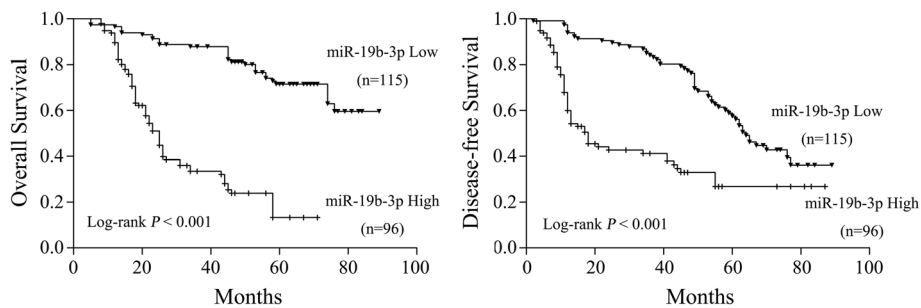 Overall Survival
1.0
0.8
0.6
0.4
0.2
0.0
miR-19b-3p Low
(n=115)
miR-19b-3p High
(n=96)
Log-rank P < 0.001
0 20 40 60 80 100
Months
Disease-free Survival
1.0
0.8
0.6
0.4
0.2
0.0
miR-19b-3p Low
(n=115)
miR-19b-3p High
(n=96)
Log-rank P < 0.001
0 20 40 60 80 100
Months